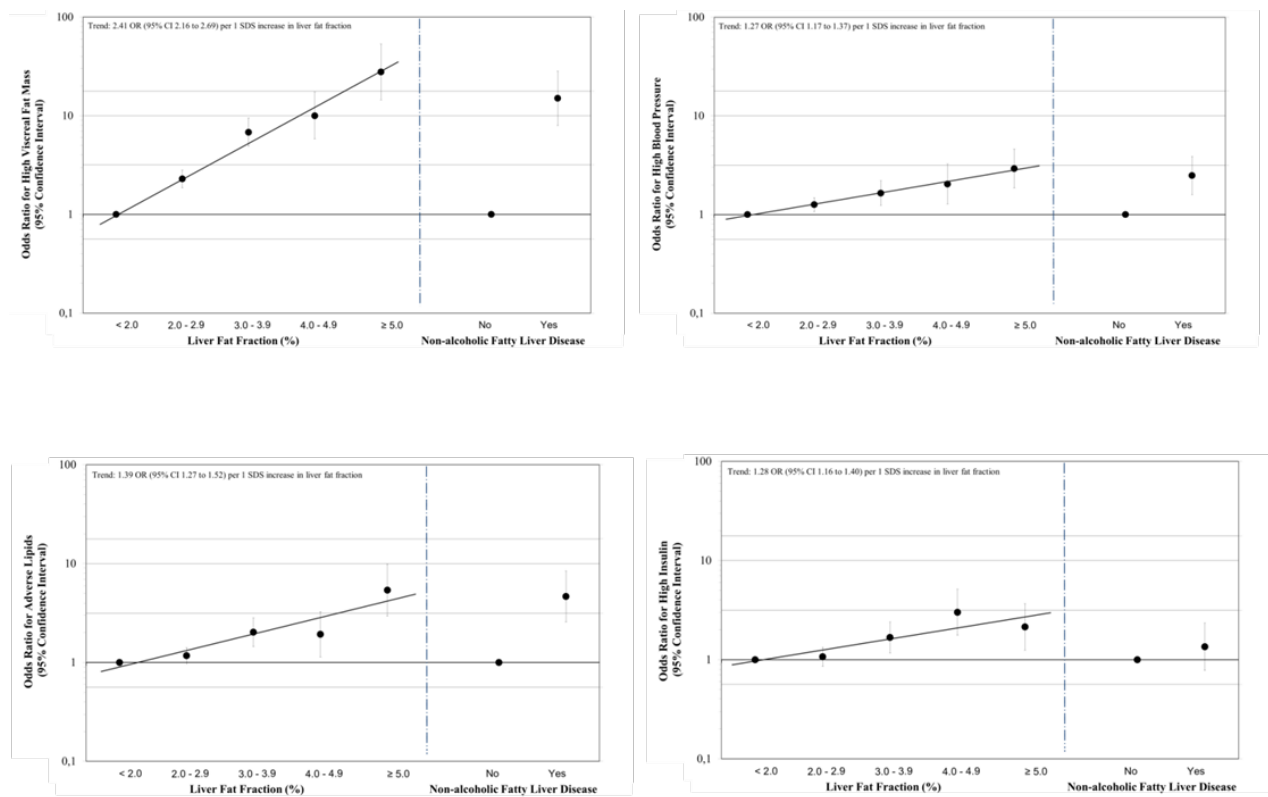 Trend: 2.41 OR (95% CI 2.16 to 2.69) per 1 SDS increase in liver fat fraction
Odds Ratio for High Viscreal Fat Mass
(95% Confidence Interval)
100
10
1
0,1
< 2.0 2.0 - 2.9 3.0 - 3.9 4.0 - 4.9 ≥ 5.0 No Yes
Liver Fat Fraction (%) Non-alcoholic Fatty Liver Disease
Trend: 1.27 OR (95% CI 1.17 to 1.37) per 1 SDS increase in liver fat fraction
Odds Ratio for High Blood Pressure
(95% Confidence Interval)
100
10
1
0,1
< 2.0 2.0 - 2.9 3.0 - 3.9 4.0 - 4.9 ≥ 5.0 No Yes
Liver Fat Fraction (%) Non-alcoholic Fatty Liver Disease
Trend: 1.39 OR (95% CI 1.27 to 1.52) per 1 SDS increase in liver fat fraction
Odds Ratio for Adverse Lipids
(95% Confidence Interval)
100
10
1
0,1
< 2.0 2.0 - 2.9 3.0 - 3.9 4.0 - 4.9 ≥ 5.0 No Yes
Liver Fat Fraction (%) Non-alcoholic Fatty Liver Disease
Trend: 1.28 OR (95% CI 1.16 to 1.40) per 1 SDS increase in liver fat fraction
Odds Ratio for High Insulin
(95% Confidence Interval)
100
10
1
0,1
< 2.0 2.0 - 2.9 3.0 - 3.9 4.0 - 4.9 ≥ 5.0 No Yes
Liver Fat Fraction (%) Non-alcoholic Fatty Liver Disease